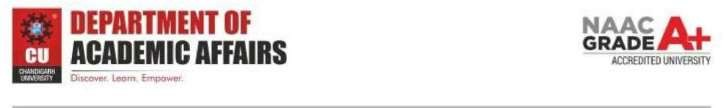 CU
CHANDIGARH
UNIVERSITY
DEPARTMENT OF
ACADEMIC AFFAIRS
Discover. Learn. Empower.
NAAC
GRADE A+
ACCREDITED UNIVERSITY